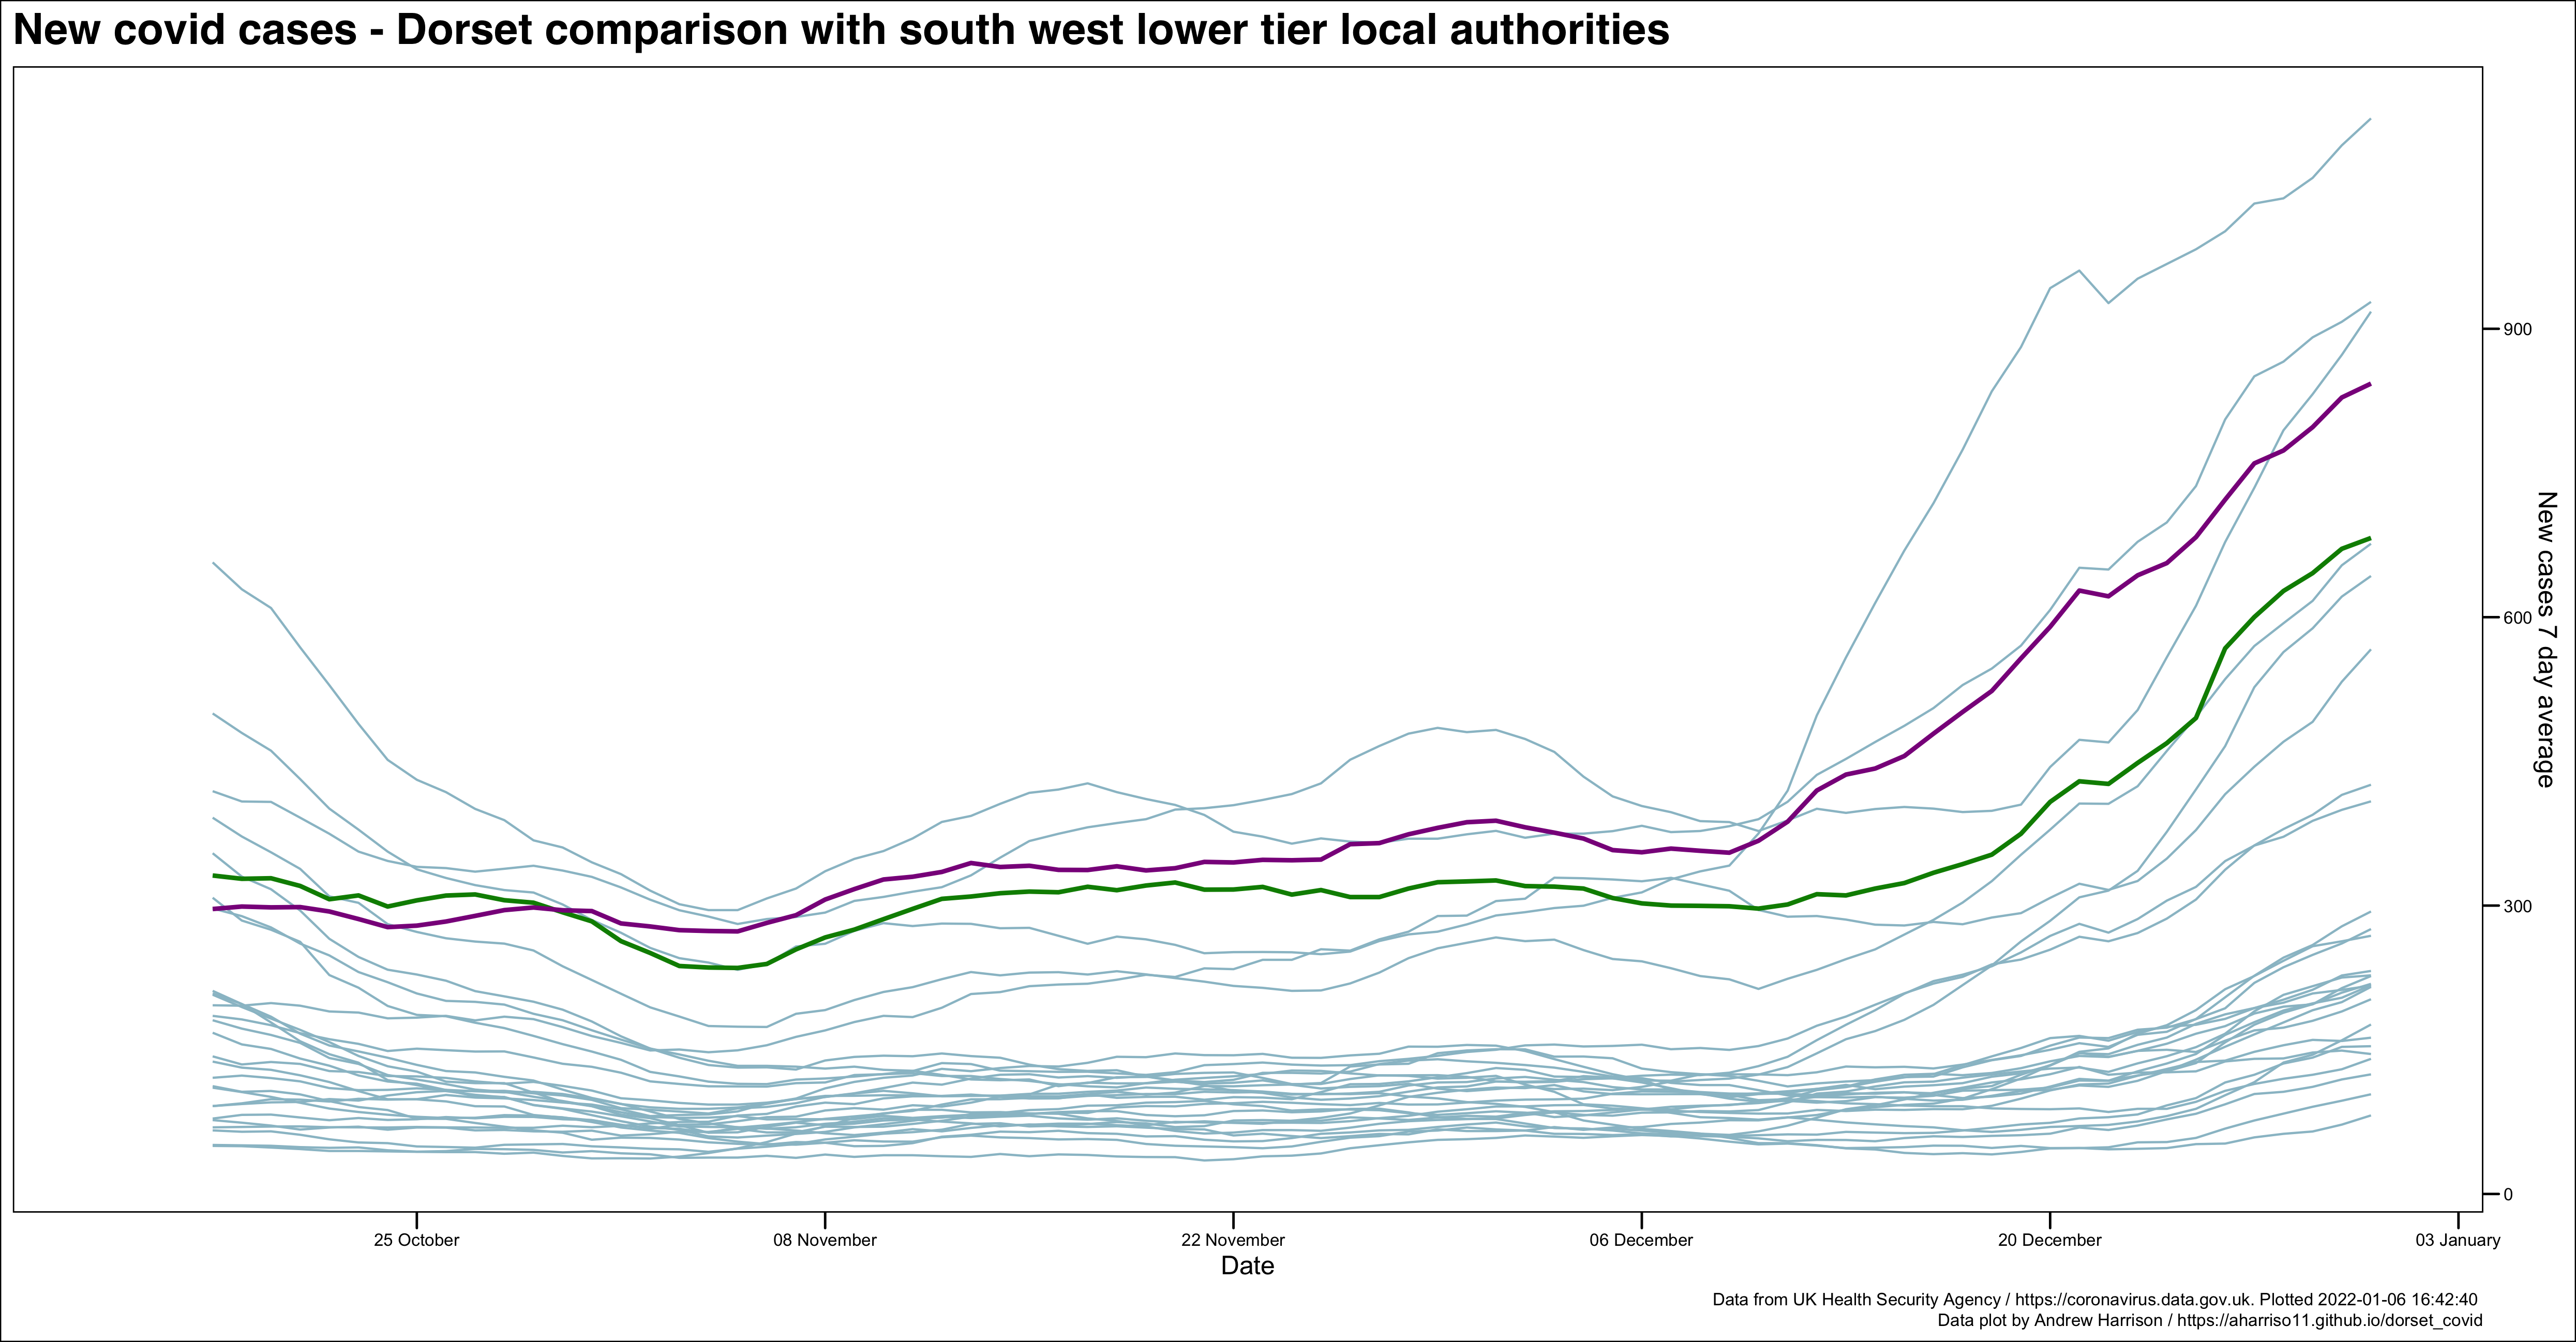 New covid cases - Dorset comparison with south west lower tier local authorities
900
600
300
0
New cases 7 day average
25 October
08 November
22 November
06 December
20 December
03 January
Date
Data from UK Health Security Agency / https://coronavirus.data.gov.uk. Plotted 2022-01-06 16:42:40
Data plot by Andrew Harrison / https://aharriso11.github.io/dorset_covid